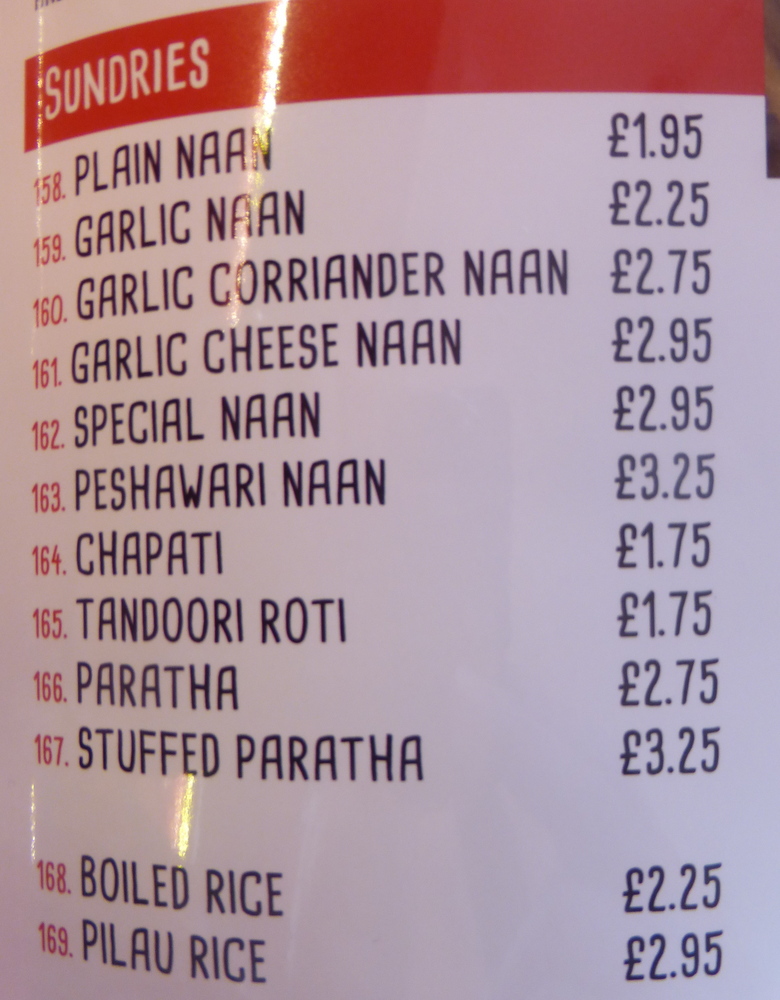 SUNDRIES
158. PLAIN NAAN £1.95
159. GARLIC NAAN £2.25
160. GARLIC CORRIANDER NAAN £2.75
161. GARLIC CHEESE NAAN £2.95
162. SPECIAL NAAN £2.95
163. PESHAWARI NAAN £3.25
164. CHAPATI £1.75
165. TANDOORI ROTI £1.75
166. PARATHA £2.75
167. STUFFED PARATHA £3.25
168. BOILED RICE £2.25
169. PILAU RICE £2.95